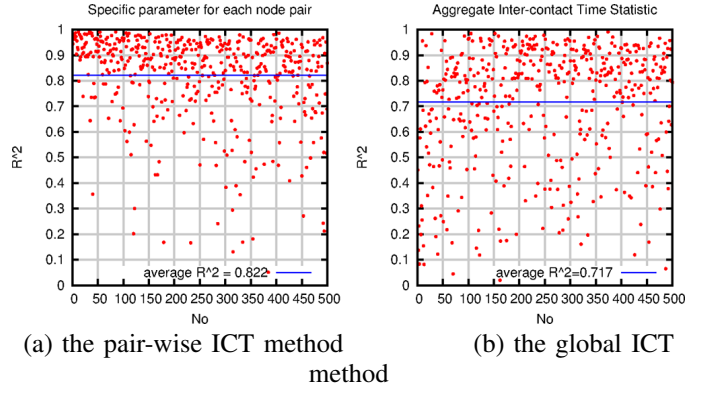 Specific parameter for each node pair
Aggregate Inter-contact Time Statistic
R^2
1
0.9
0.8
0.7
0.6
0.5
0.4
0.3
0.2
0.1
0
average R^2 = 0.822
0 50 100 150 200 250 300 350 400 450 500
No
R^2
1
0.9
0.8
0.7
0.6
0.5
0.4
0.3
0.2
0.1
0
average R^2=0.717
0 50 100 150 200 250 300 350 400 450 500
No
(a) the pair-wise ICT method
(b) the global ICT
method